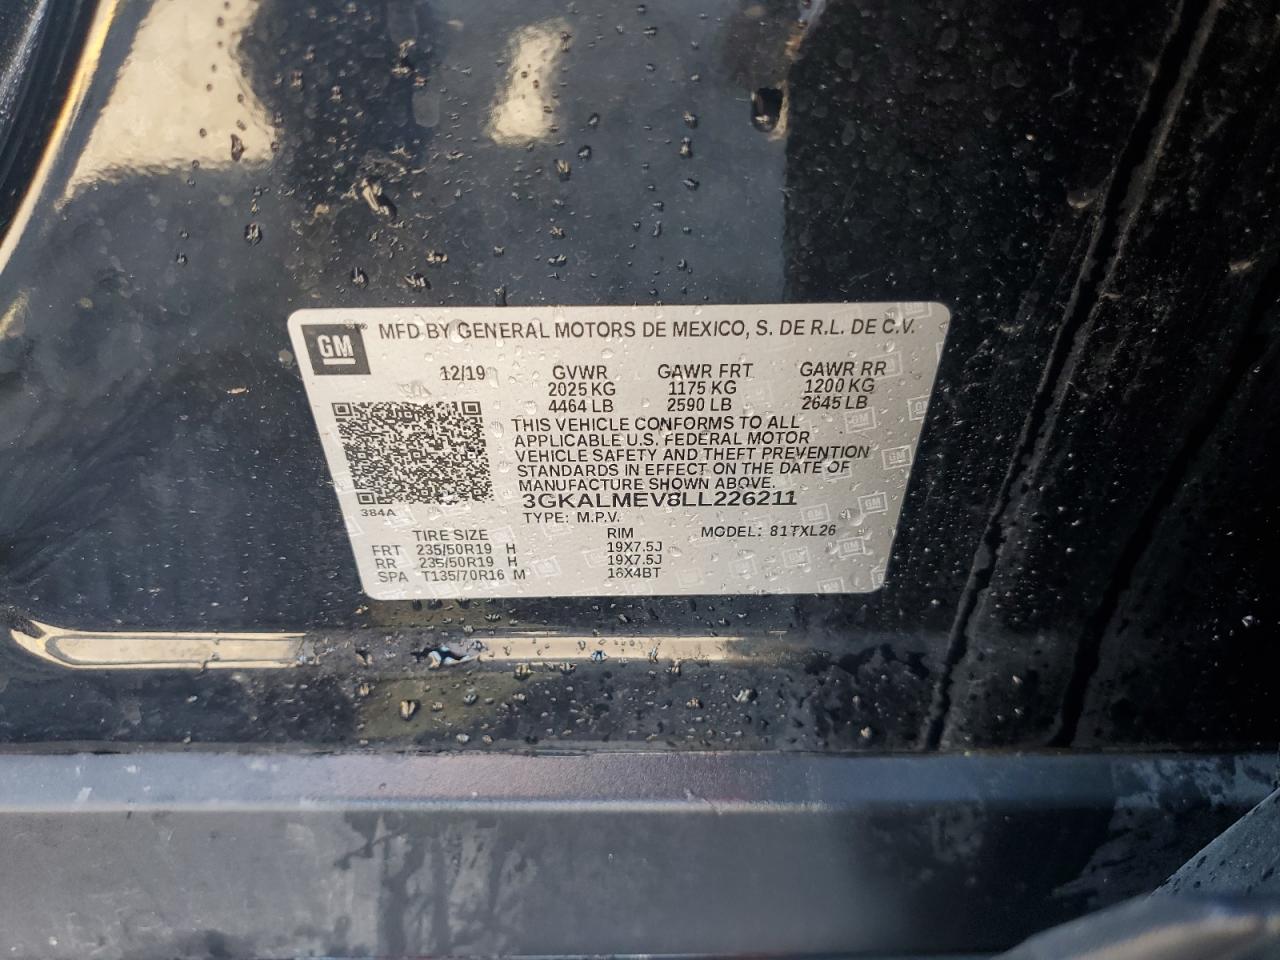 GM MFD BY GENERAL MOTORS DE MEXICO, S. DE R.L. DE C.V.
12/19 GVWR GAWR FRT GAWR RR
2025 KG 1175 KG 1200 KG
4464 LB 2590 LB 2645 LB
THIS VEHICLE CONFORMS TO ALL
APPLICABLE U.S. FEDERAL MOTOR
VEHICLE SAFETY AND THEFT PREVENTION
STANDARDS IN EFFECT ON THE DATE OF
MANUFACTURE SHOWN ABOVE.
3GKALMEV8LL226211
384A
TYPE: M.P.V.
TIRE SIZE RIM MODEL: 81TXL26
FRT 235/50R19 H 19X7.5J
RR 235/50R19 H 19X7.5J
SPA T135/70R16 M 16X4BT